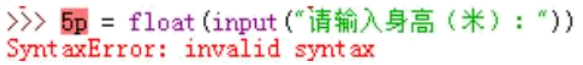 >>> 5p = float(input("请输入身高（米）: "))
SyntaxError: invalid syntax